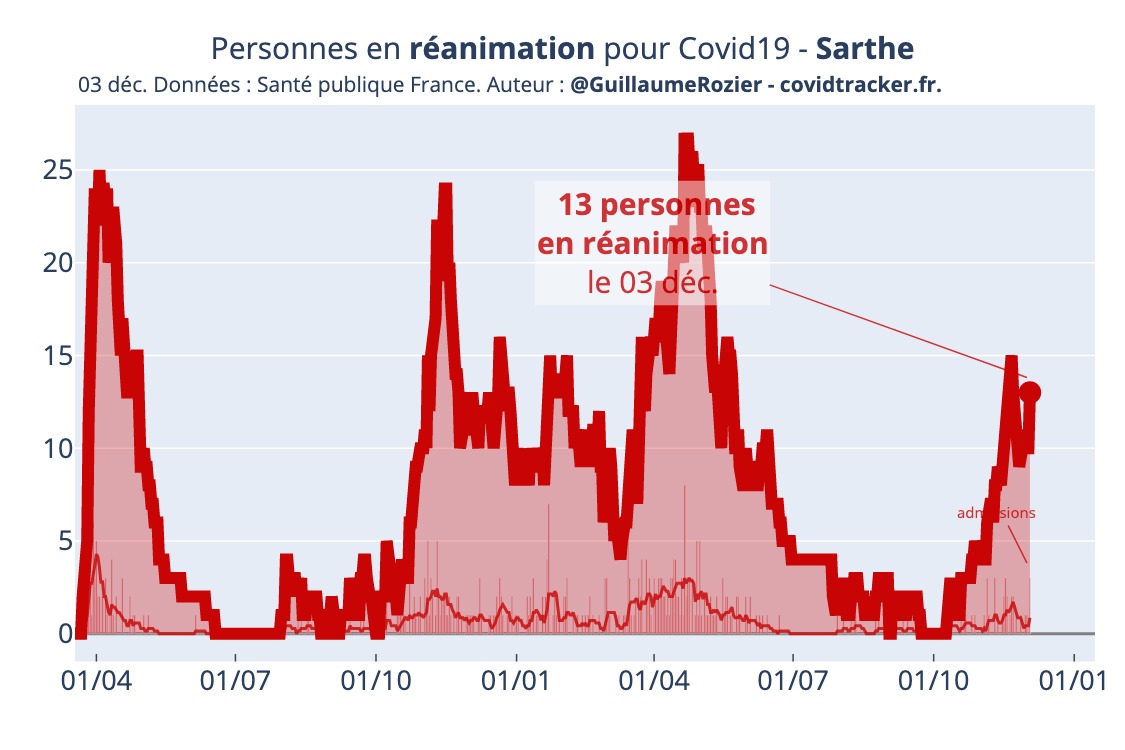 Personnes en réanimation pour Covid19 - Sarthe
03 déc. Données : Santé publique France. Auteur : @GuillaumeRozier - covidtracker.fr.
25
20
15
10
5
0
13 personnes
en réanimation
le 03 déc.
admissions
01/04
01/07
01/10
01/01
01/04
01/07
01/10
01/01